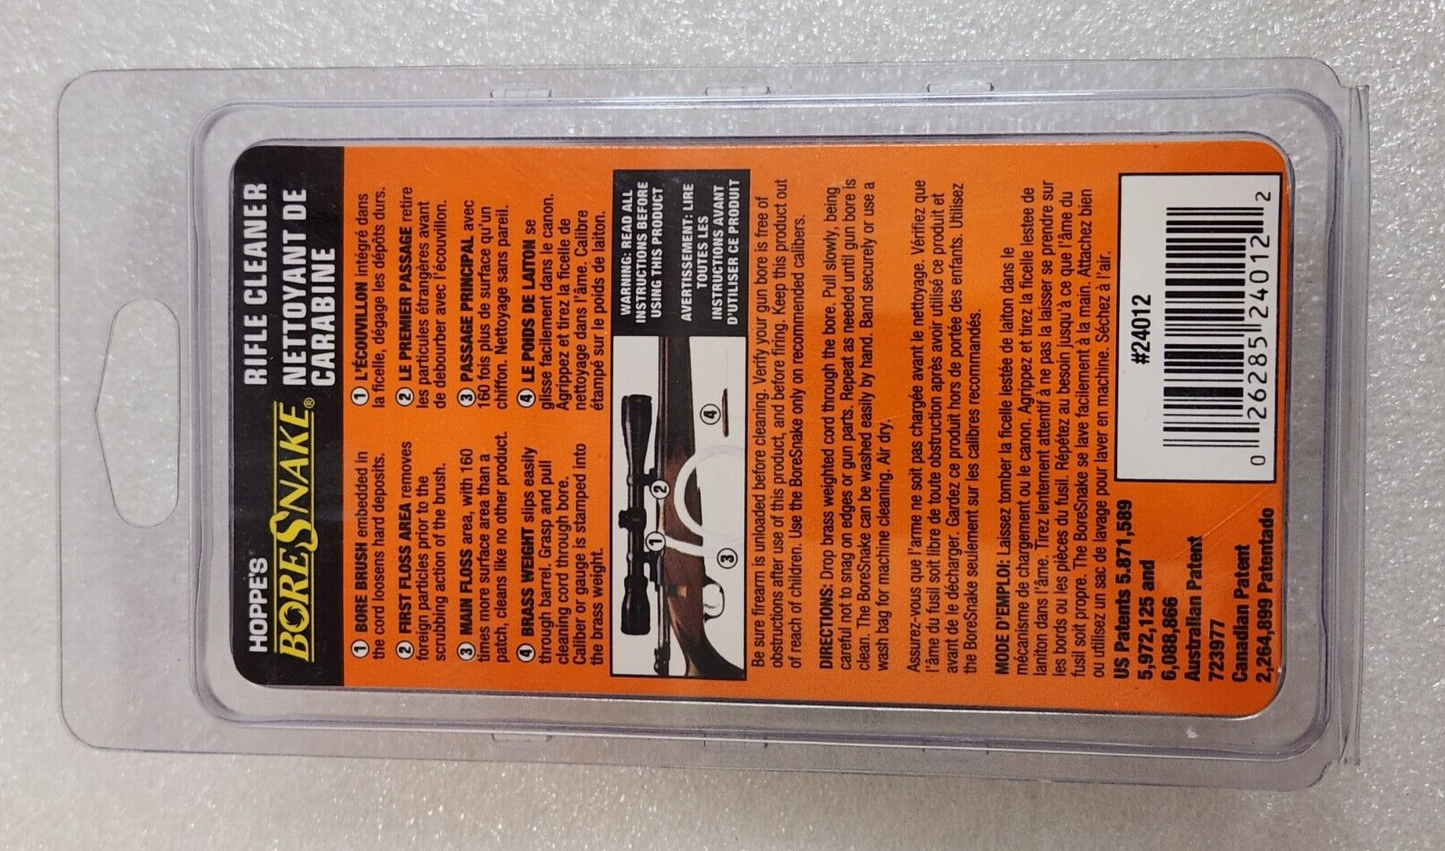 HOPPE'S
BORESNAKE®
RIFLE CLEANER
NETTOYANT DE
CARABINE
① BORE BRUSH embedded in
the cord loosens hard deposits.
② FIRST FLOSS AREA removes
foreign particles prior to the
scrubbing action of the brush.
③ MAIN FLOSS area, with 160
times more surface area than a
patch, cleans like no other product.
④ BRASS WEIGHT slips easily
through barrel. Grasp and pull
cleaning cord through bore.
Caliber or gauge is stamped into
the brass weight.
① L'ÉCOUVILLON intégré dans
la ficelle, dégage les dépôts durs.
② LE PREMIER PASSAGE retire
les particules étrangères avant
de debourber avec l'écouvillon.
③ PASSAGE PRINCIPAL avec
160 fois plus de surface qu'un
chiffon. Nettoyage sans pareil.
④ LE POIDS DE LAITON se
glisse facilement dans le canon.
Agrippez et tirez la ficelle de
nettoyage dans l'âme. Calibre
étampé sur le poids de laiton.
① ② ③ ④
WARNING: READ ALL
INSTRUCTIONS BEFORE
USING THIS PRODUCT
AVERTISSEMENT: LIRE
TOUTES LES
INSTRUCTIONS AVANT
D'UTILISER CE PRODUIT
Be sure firearm is unloaded before cleaning. Verify your gun bore is free of
obstructions after use of this product, and before firing. Keep this product out
of reach of children. Use the BoreSnake only on recommended calibers.
DIRECTIONS: Drop brass weighted cord through the bore. Pull slowly, being
careful not to snag on edges or gun parts. Repeat as needed until gun bore is
clean. The BoreSnake can be washed easily by hand. Band securely or use a
wash bag for machine cleaning. Air dry.
Assurez-vous que l'arme ne soit pas chargée avant le nettoyage. Vérifiez que
l'âme du fusil soit libre de toute obstruction après avoir utilisé ce produit et
avant de le décharger. Gardez ce produit hors de portée des enfants. Utilisez
the BoreSnake seulement sur les calibres recommandés.
MODE D'EMPLOI: Laissez tomber la ficelle lestée de laiton dans le
mécanisme de chargement ou le canon. Agrippez et tirez la ficelle lestee de
laniton dans l'âme. Tirez lentement attentif à ne pas la laisser se prendre sur
les bords ou les pièces du fusil. Répétez au besoin jusqu'à ce que l'âme du
fusil soit propre. The BoreSnake se lave facilement à la main. Attachez bien
ou utilisez un sac de lavage pour laver en machine. Séchez à l'air.
US Patents 5.871,589
5,972,125 and
6,088,866
Australian Patent
723977
Canadian Patent
2,264,899 Patentado
#24012
0 26285 24012 2